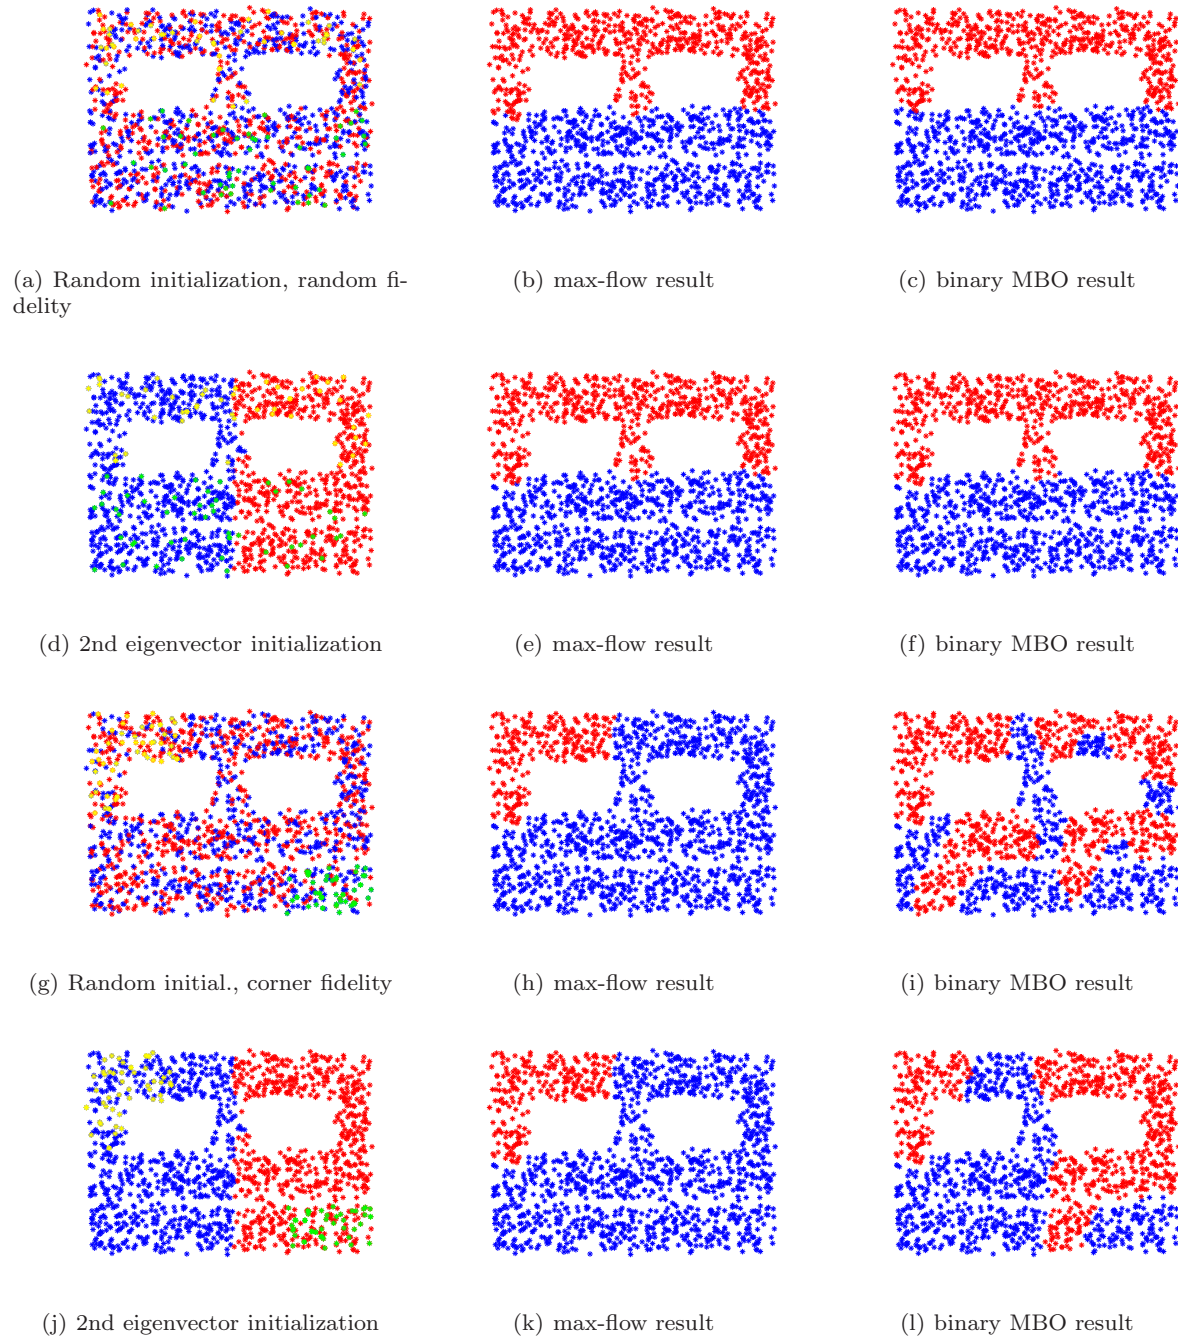 (a) Random initialization, random fi-
delity
(b) max-flow result
(c) binary MBO result
(d) 2nd eigenvector initialization
(e) max-flow result
(f) binary MBO result
(g) Random initial., corner fidelity
(h) max-flow result
(i) binary MBO result
(j) 2nd eigenvector initialization
(k) max-flow result
(l) binary MBO result